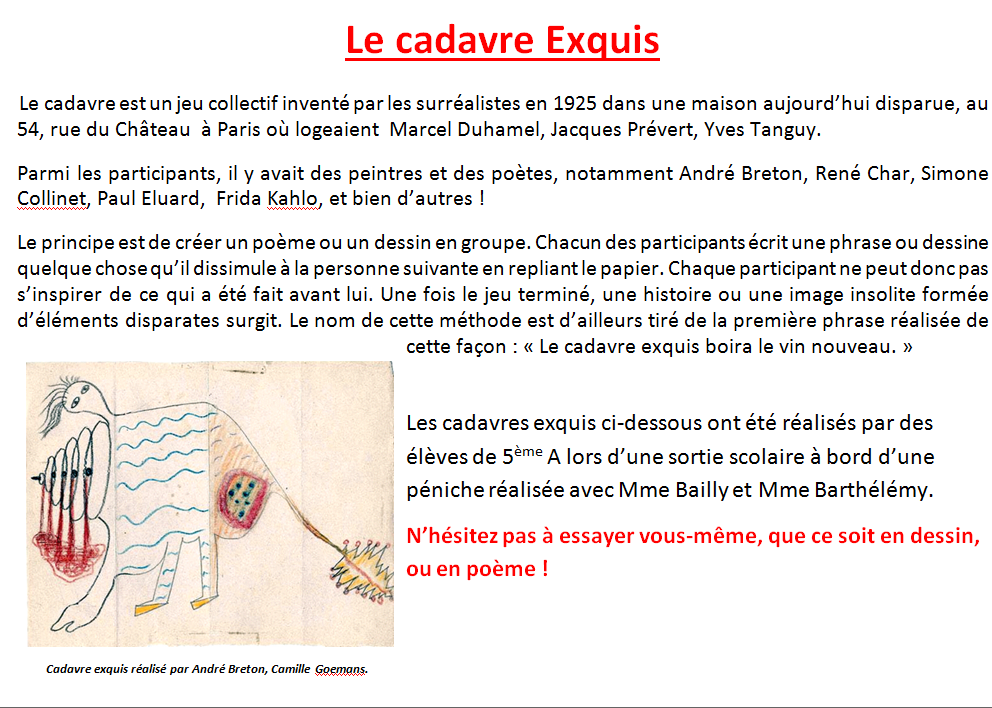 Le cadavre Exquis
Le cadavre est un jeu collectif inventé par les surréalistes en 1925 dans une maison aujourd’hui disparue, au
54, rue du Château à Paris où logeaient Marcel Duhamel, Jacques Prévert, Yves Tanguy.
Parmi les participants, il y avait des peintres et des poètes, notamment André Breton, René Char, Simone
Collinet, Paul Eluard, Frida Kahlo, et bien d’autres !
Le principe est de créer un poème ou un dessin en groupe. Chacun des participants écrit une phrase ou dessine
quelque chose qu’il dissimule à la personne suivante en repliant le papier. Chaque participant ne peut donc pas
s’inspirer de ce qui a été fait avant lui. Une fois le jeu terminé, une histoire ou une image insolite formée
d’éléments disparates surgit. Le nom de cette méthode est d’ailleurs tiré de la première phrase réalisée de
cette façon : « Le cadavre exquis boira le vin nouveau. »
Les cadavres exquis ci-dessous ont été réalisés par des
élèves de 5ème A lors d’une sortie scolaire à bord d’une
péniche réalisée avec Mme Bailly et Mme Barthélémy.
N’hésitez pas à essayer vous-même, que ce soit en dessin,
ou en poème !
Cadavre exquis réalisé par André Breton, Camille Goemans.